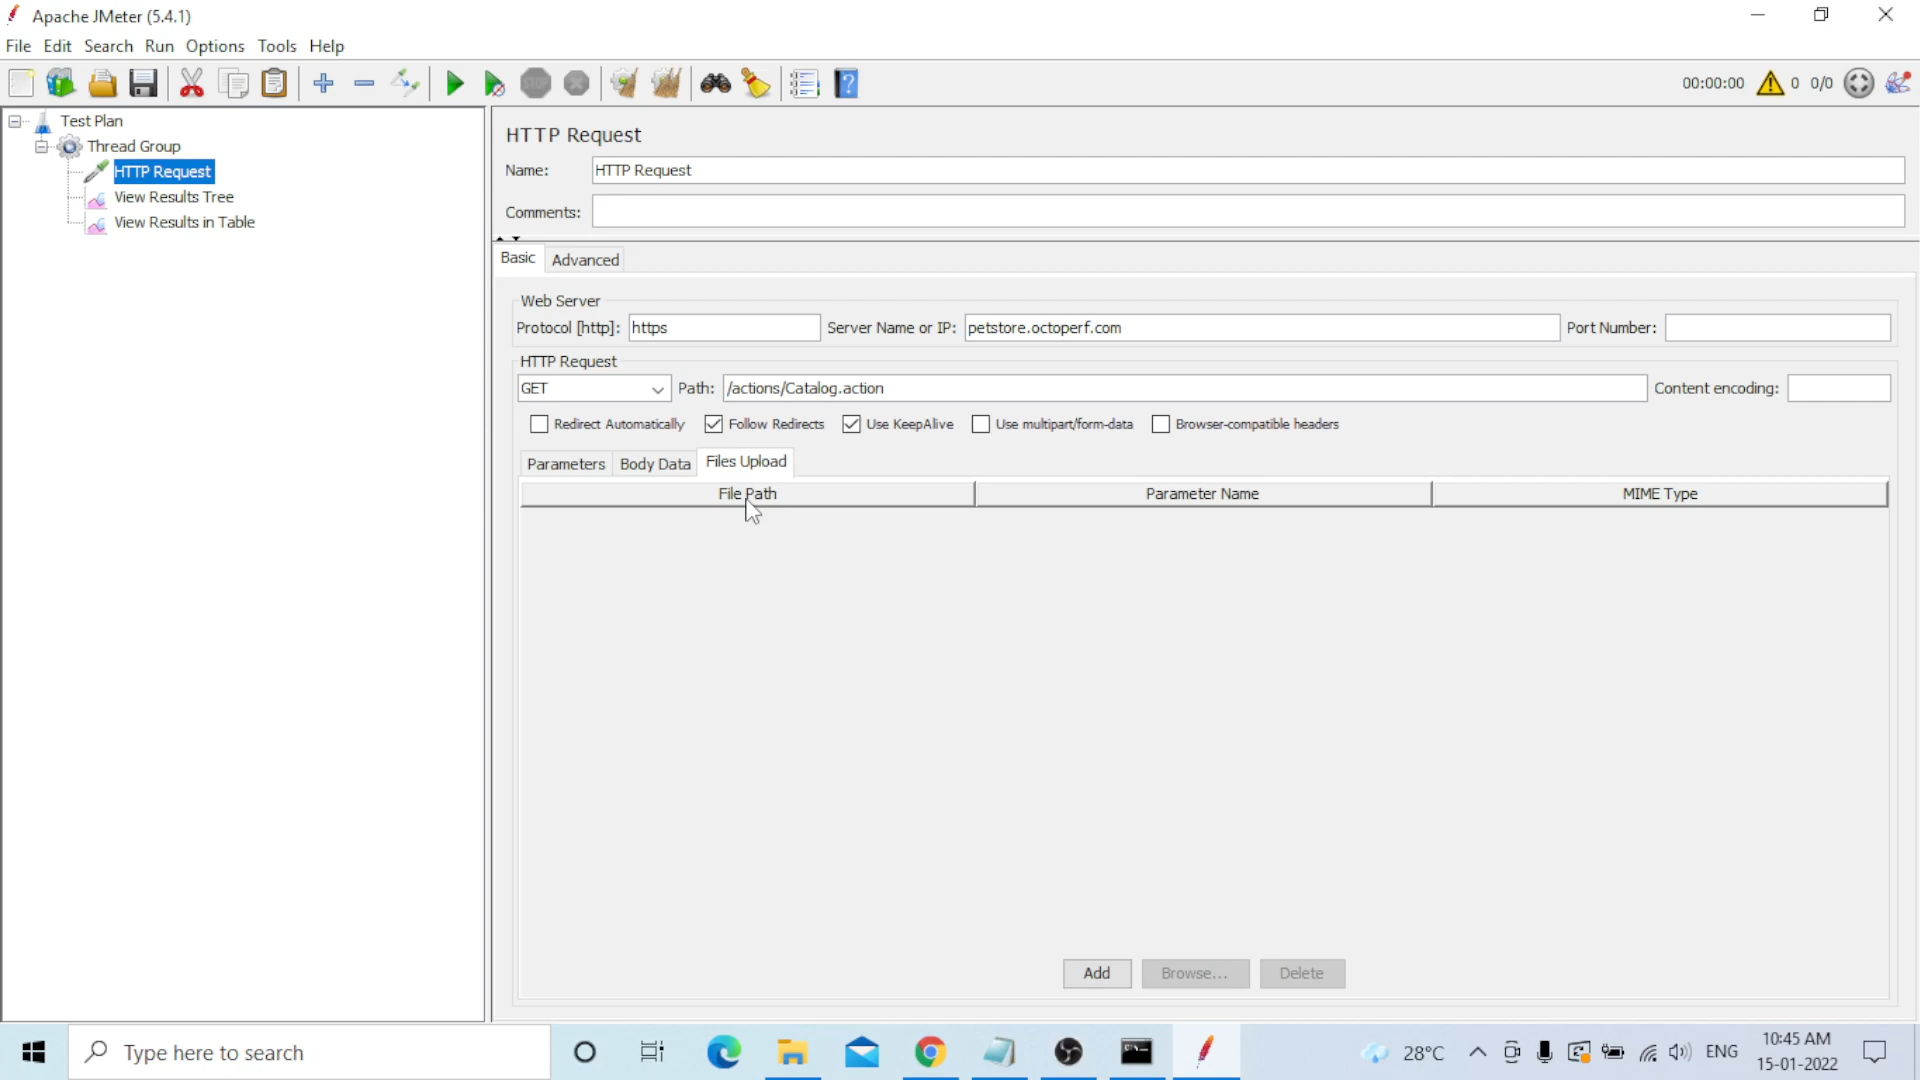 Apache JMeter (5.4.1)
File Edit Search Run Options Tools Help
STOP
00:00:00 0 0/0
Test Plan
Thread Group
HTTP Request
View Results Tree
View Results in Table
HTTP Request
Name: HTTP Request
Comments:
Basic Advanced
Web Server
Protocol [http]: https Server Name or IP: petstore.octoperf.com Port Number:
HTTP Request
GET Path: /actions/Catalog.action Content encoding:
Redirect Automatically Follow Redirects Use KeepAlive Use multipart/form-data Browser-compatible headers
Parameters Body Data Files Upload
File Path Parameter Name MIME Type
Add Browse... Delete
Type here to search
28°C ENG 10:45 AM
15-01-2022